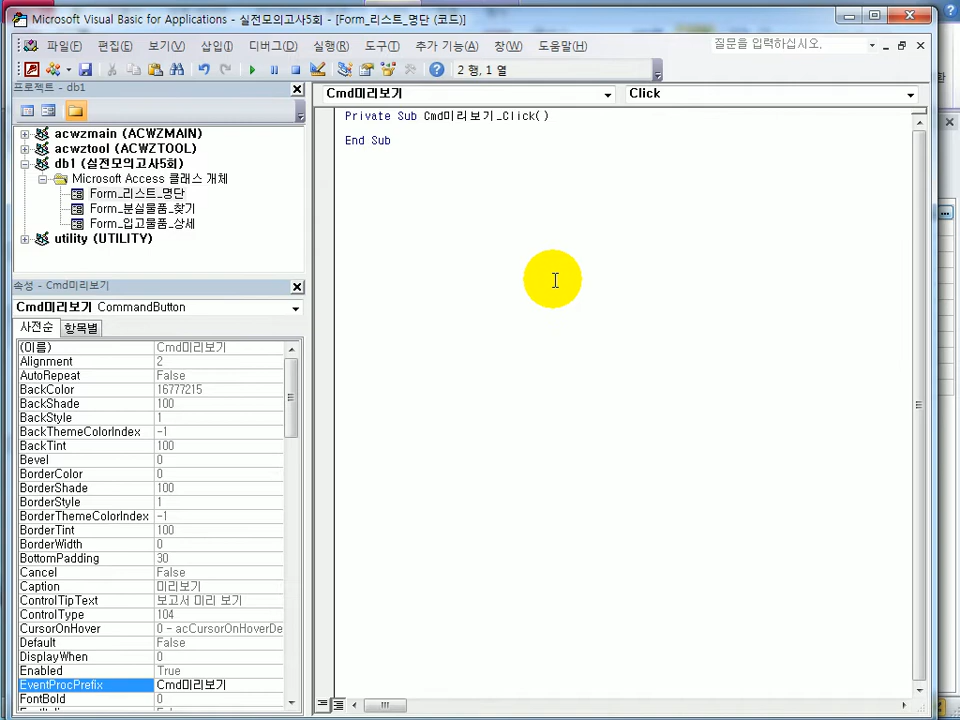 Microsoft Visual Basic for Applications - 실전모의고사5회 - [Form_리스트_명단 (코드)]
파일(F) 편집(E) 보기(V) 삽입(I) 디버그(D) 실행(R) 도구(T) 추가 기능(A) 창(W) 도움말(H)
질문을 입력하십시오.
2 행, 1 열
프로젝트 - db1
Cmd미리보기
Click
Private Sub Cmd미리보기_Click()
End Sub
acwzmain (ACWZMAIN)
acwztool (ACWZTOOL)
db1 (실전모의고사5회)
Microsoft Access 클래스 개체
Form_리스트_명단
Form_분실물품_찾기
Form_입고물품_상세
utility (UTILITY)
속성 - Cmd미리보기
Cmd미리보기 CommandButton
사전순 항목별
(이름) Cmd미리보기
Alignment 2
AutoRepeat False
BackColor 16777215
BackShade 100
BackStyle 1
BackThemeColorIndex -1
BackTint 100
Bevel 0
BorderColor 0
BorderShade 100
BorderStyle 1
BorderThemeColorIndex -1
BorderTint 100
BorderWidth 0
BottomPadding 30
Cancel False
Caption 미리보기
ControlTipText 보고서 미리 보기
ControlType 104
CursorOnHover 0 - acCursorOnHoverDe
Default False
DisplayWhen 0
Enabled True
EventProcPrefix Cmd미리보기
FontBold 0